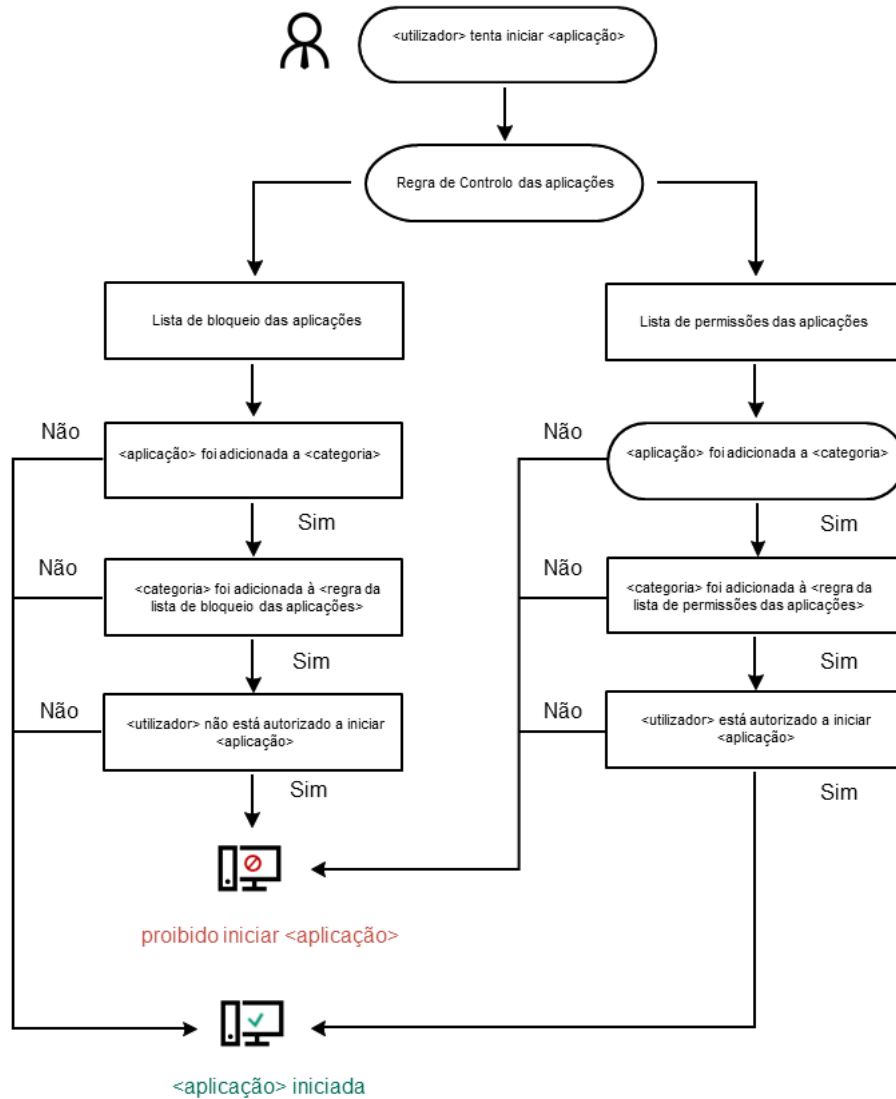 <utilizador> tenta iniciar <aplicação>
Regra de Controlo das aplicações
Lista de bloqueio das aplicações
Lista de permissões das aplicações
Não
<aplicação> foi adicionada a <categoria>
Não
<aplicação> foi adicionada a <categoria>
Sim
Sim
Não
<categoria> foi adicionada à <regra da
lista de bloqueio das aplicações>
Não
<categoria> foi adicionada à <regra da
lista de permissões das aplicações>
Sim
Sim
Não
<utilizador> não está autorizado a iniciar
<aplicação>
Não
<utilizador> está autorizado a iniciar
<aplicação>
Sim
Sim
proibido iniciar <aplicação>
<aplicação> iniciada